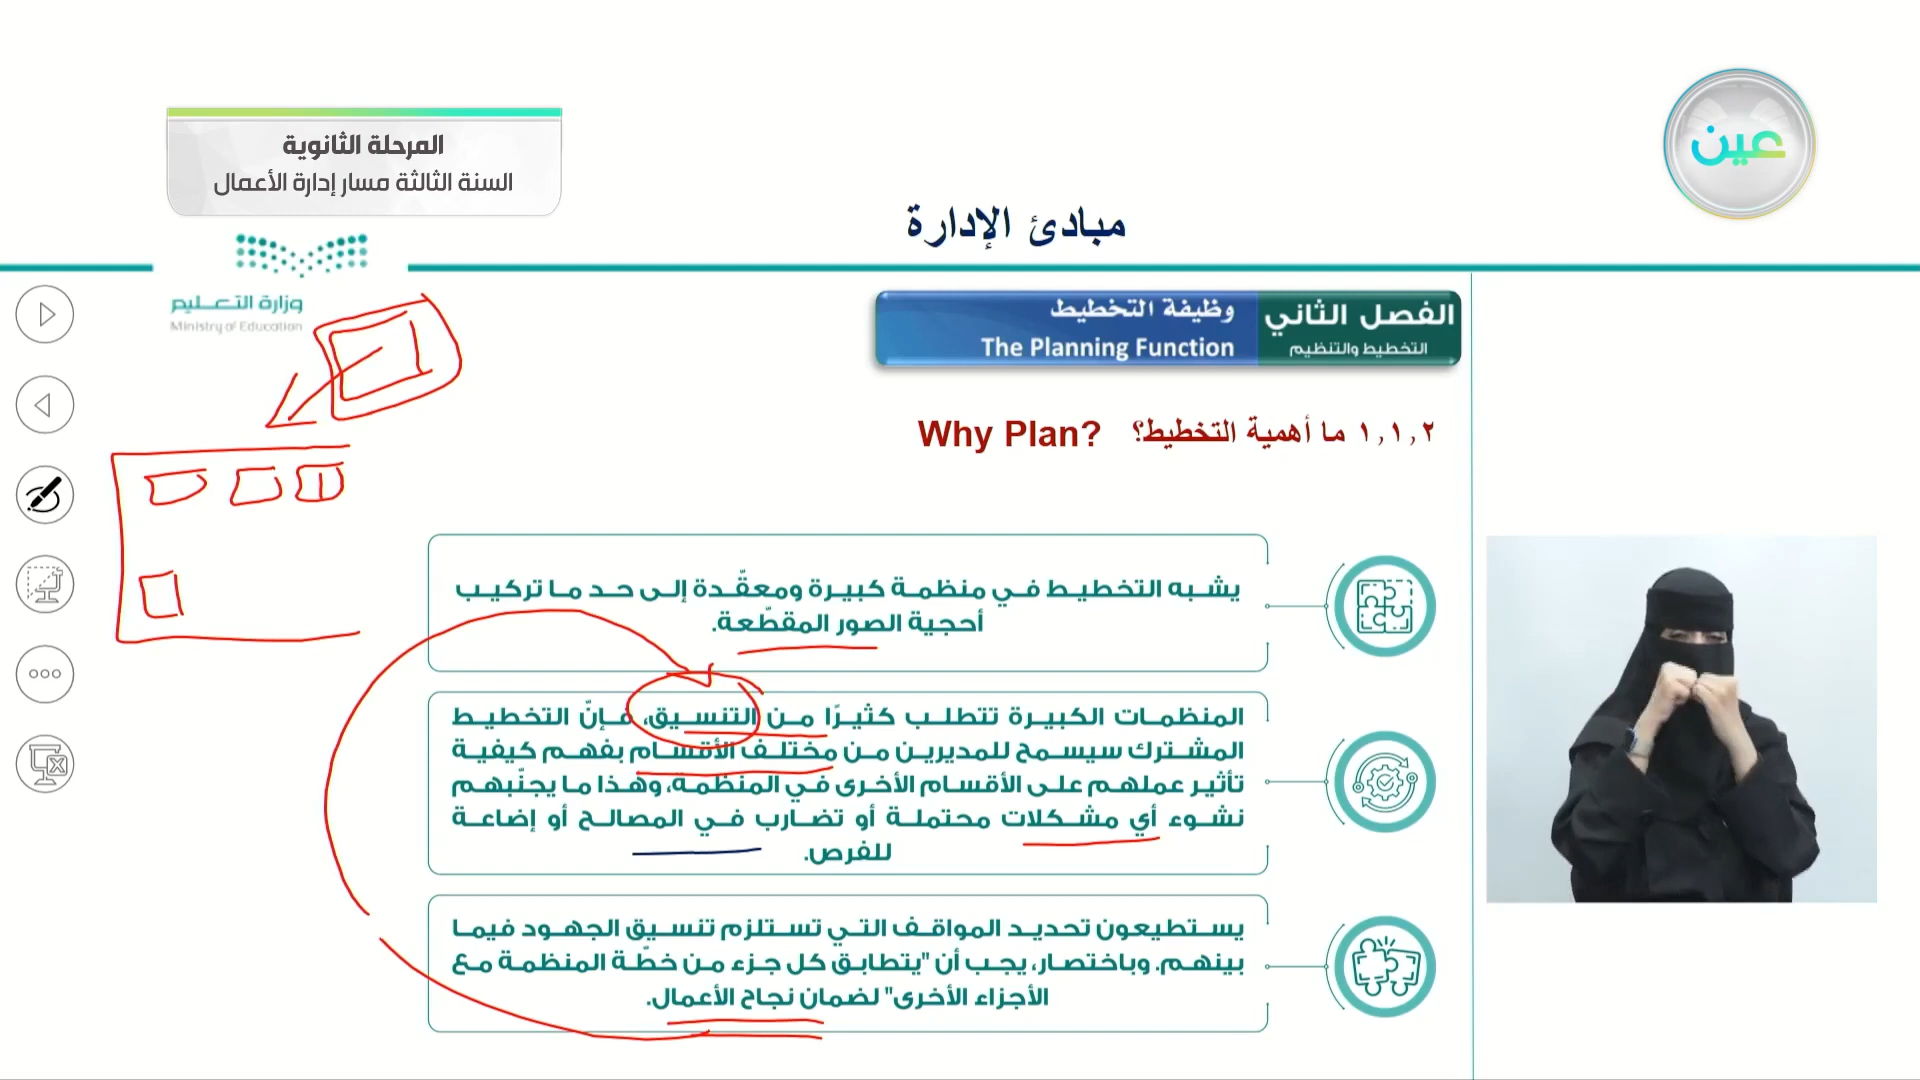 المرحلة الثانوية
السنة الثالثة مسار إدارة الأعمال
عين
مبادئ الإدارة
وزارة التعـليم
Ministry of Education
الفصل الثاني
التخطيط والتنظيم
وظيفة التخطيط
The Planning Function
١,١,٢ ما أهمية التخطيط؟ Why Plan?
يشبه التخطيط في منظمة كبيرة ومعقّدة إلى حد ما تركيب
أحجية الصور المقطّعة.
المنظمات الكبيرة تتطلب كثيرًا من التنسيق، فإنّ التخطيط
المشترك سيسمح للمديرين من مختلف الأقسام بفهم كيفية
تأثير عملهم على الأقسام الأخرى في المنظمة، وهذا ما يجنّبهم
نشوء أي مشكلات محتملة أو تضارب في المصالح أو إضاعة
للفرص.
يستطيعون تحديد المواقف التي تستلزم تنسيق الجهود فيما
بينهم. وباختصار، يجب أن "يتطابق كل جزء من خطّة المنظمة مع
الأجزاء الأخرى" لضمان نجاح الأعمال.